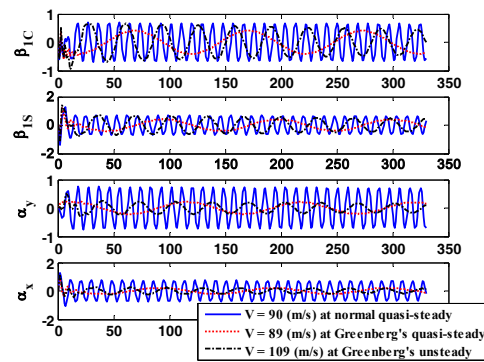 1
0
-1
β1C
0 50 100 150 200 250 300 350
2
0
-2
β1S
0 50 100 150 200 250 300 350
1
0
-1
αy
0 50 100 150 200 250 300 350
2
0
-2
αx
0 50
V = 90 (m/s) at normal quasi-steady
V = 89 (m/s) at Greenberg's quasi-steady
V = 109 (m/s) at Greenberg's unsteady